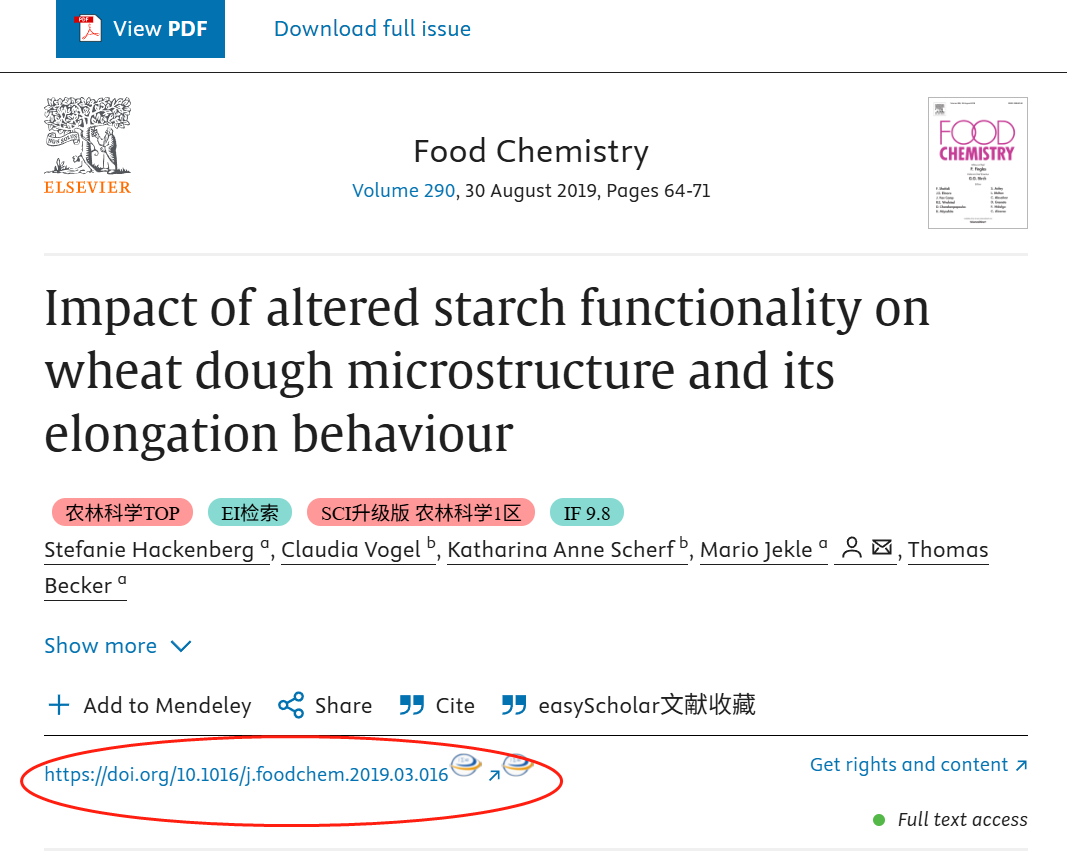 View PDF Download full issue
ELSEVIER
Food Chemistry
Volume 290, 30 August 2019, Pages 64-71
FOOD
CHEMISTRY
Impact of altered starch functionality on
wheat dough microstructure and its
elongation behaviour
农林科学TOP EI检索 SCI升级版 农林科学1区 IF 9.8
Stefanie Hackenberg a, Claudia Vogel b, Katharina Anne Scherf b, Mario Jekle a, Thomas
Becker a
Show more
Add to Mendeley Share Cite easyScholar文献收藏
https://doi.org/10.1016/j.foodchem.2019.03.016
Get rights and content
Full text access